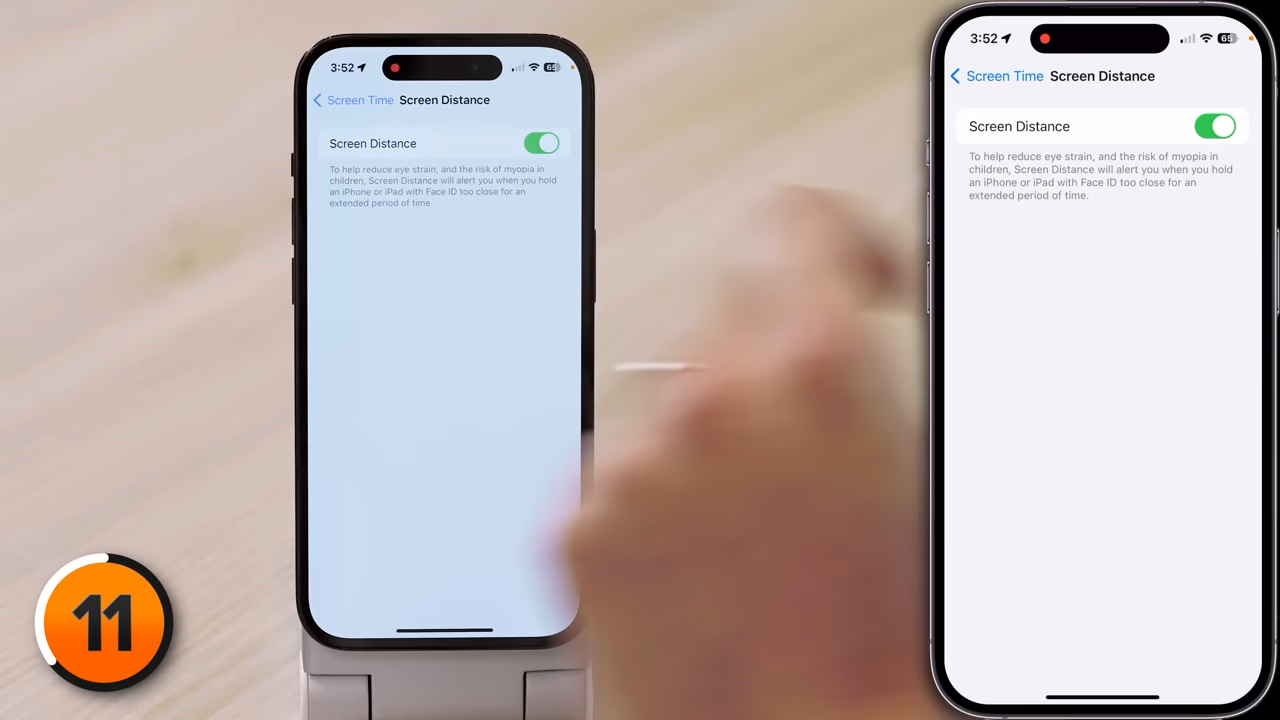 3:52
65
Screen Time Screen Distance
Screen Distance
To help reduce eye strain, and the risk of myopia in
children, Screen Distance will alert you when you hold
an iPhone or iPad with Face ID too close for an
extended period of time.
11
3:52
65
Screen Time Screen Distance
Screen Distance
To help reduce eye strain, and the risk of myopia in
children, Screen Distance will alert you when you hold
an iPhone or iPad with Face ID too close for an
extended period of time.